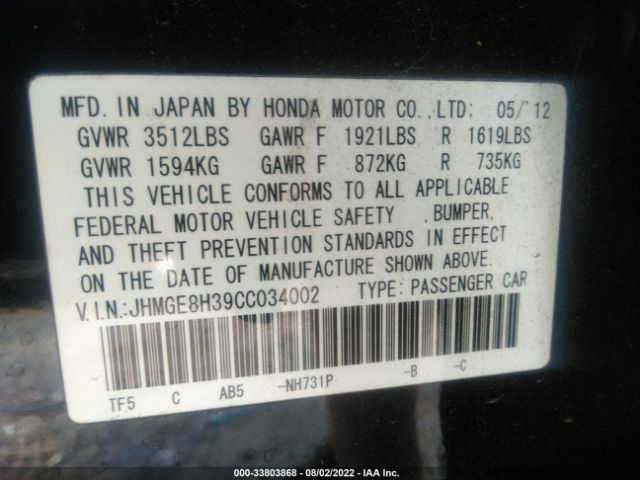 MFD. IN JAPAN BY HONDA MOTOR CO., LTD. 05/12
GVWR 3512LBS GAWR F 1921LBS R 1619LBS
GVWR 1594KG GAWR F 872KG R 735KG
THIS VEHICLE CONFORMS TO ALL APPLICABLE
FEDERAL MOTOR VEHICLE SAFETY ,BUMPER,
AND THEFT PREVENTION STANDARDS IN EFFECT
ON THE DATE OF MANUFACTURE SHOWN ABOVE.
V.I.N.:JHMGE8H39CC034002 TYPE: PASSENGER CAR
TF5 C AB5 -NH731P -B -C
000-33803868 - 08/02/2022 - IAA Inc.